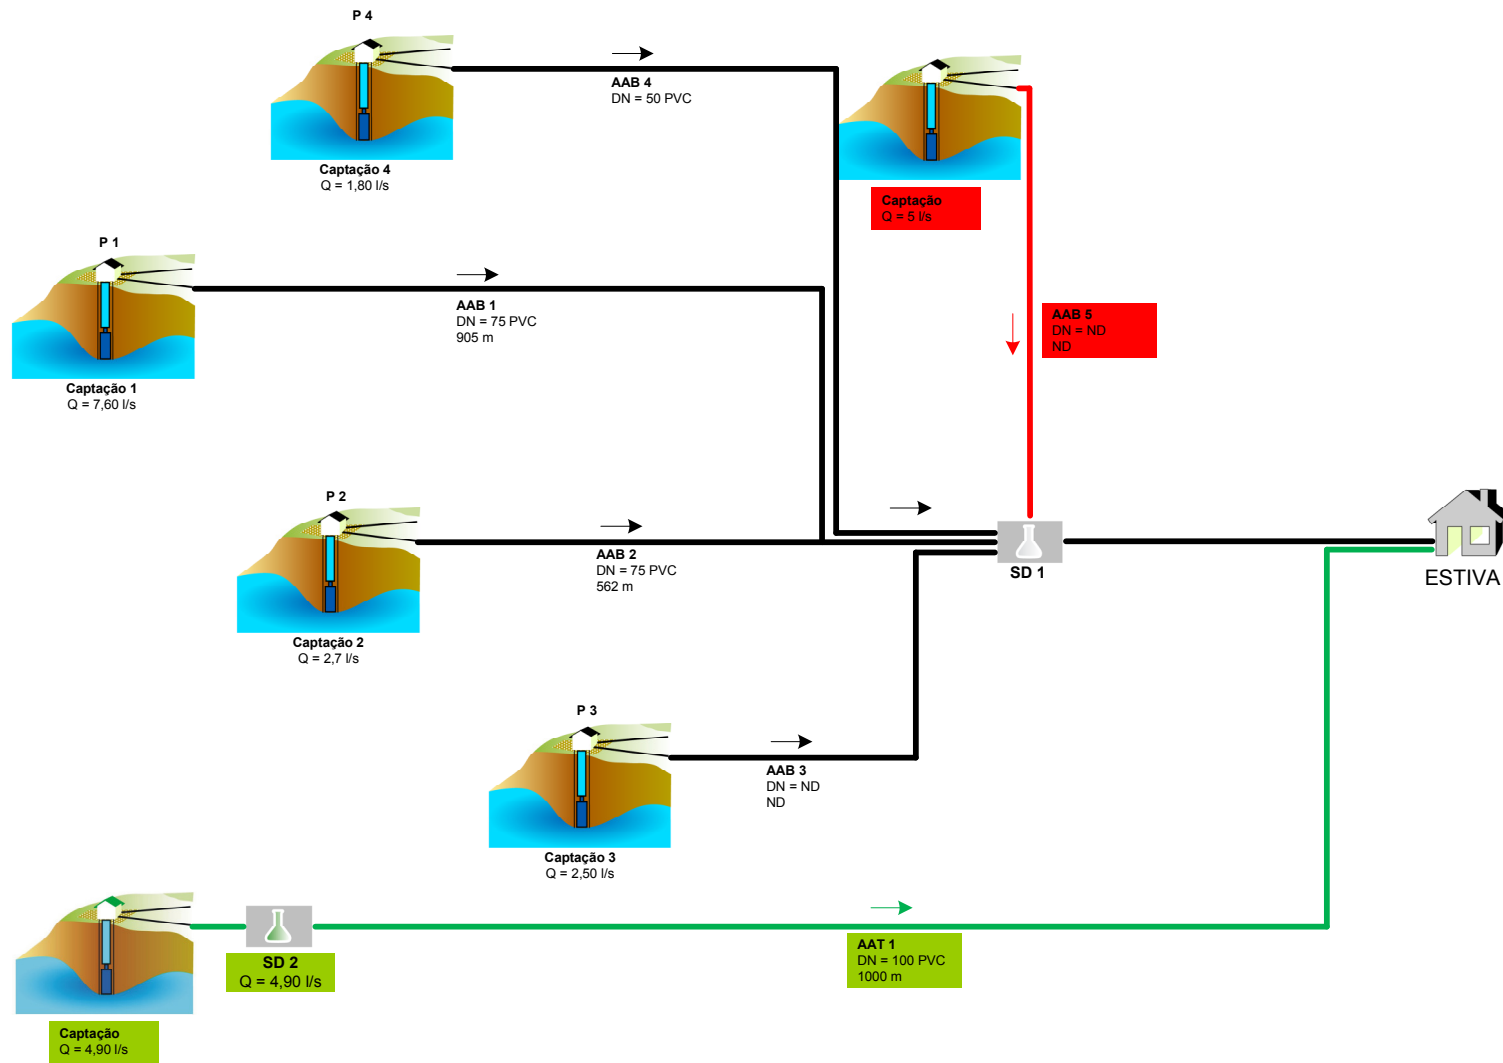 P 4
AAB 4
DN = 50 PVC
Captação 4
Q = 1,80 l/s
Captação
Q = 5 l/s
P 1
AAB 1
DN = 75 PVC
905 m
Captação 1
Q = 7,60 l/s
AAB 5
DN = ND
ND
P 2
AAB 2
DN = 75 PVC
562 m
Captação 2
Q = 2,7 l/s
SD 1
ESTIVA
P 3
AAB 3
DN = ND
ND
Captação 3
Q = 2,50 l/s
SD 2
Q = 4,90 l/s
AAT 1
DN = 100 PVC
1000 m
Captação
Q = 4,90 l/s